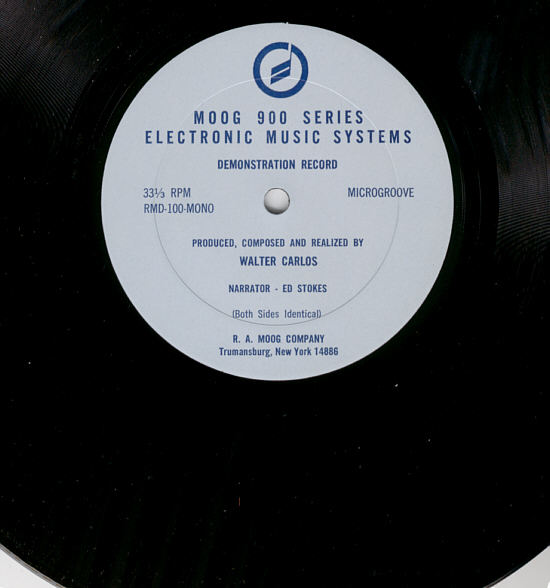 MOOG 900 SERIES
ELECTRONIC MUSIC SYSTEMS
DEMONSTRATION RECORD
33⅓ RPM
MICROGROOVE
RMD-100-MONO
PRODUCED, COMPOSED AND REALIZED BY
WALTER CARLOS
NARRATOR - ED STOKES
(Both Sides Identical)
R. A. MOOG COMPANY
Trumansburg, New York 14886